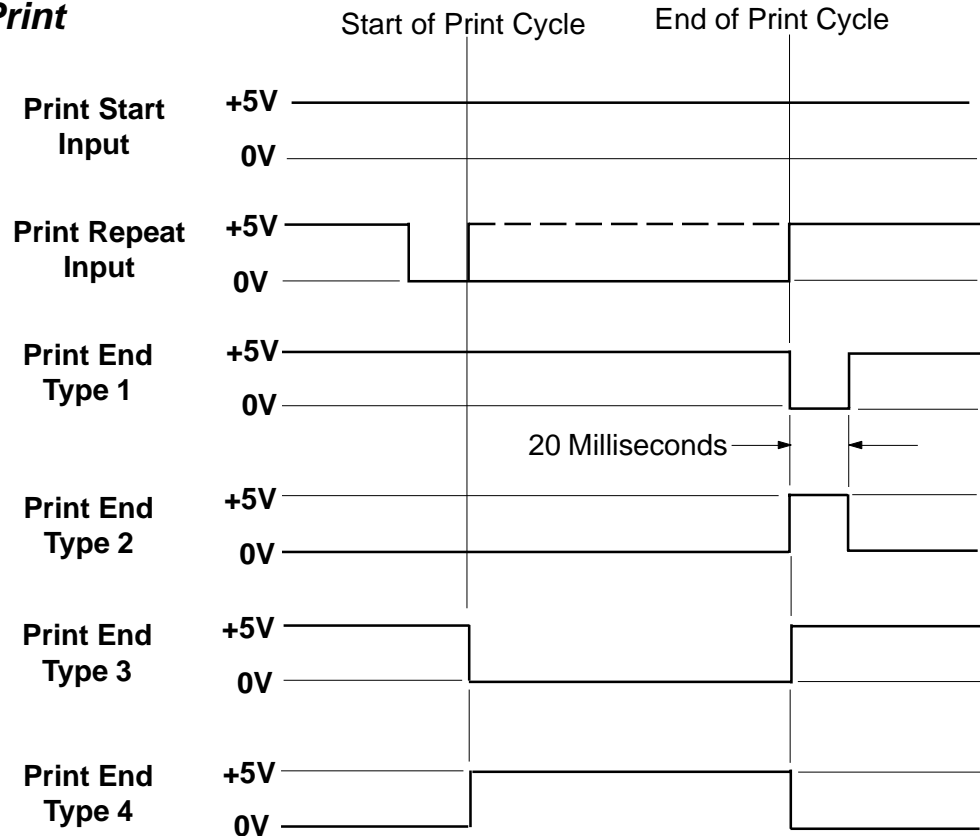 Print
Start of Print Cycle
End of Print Cycle
Print Start
Input
+5V
0V
Print Repeat
Input
+5V
0V
Print End
Type 1
+5V
0V
20 Milliseconds
Print End
Type 2
+5V
0V
Print End
Type 3
+5V
0V
Print End
Type 4
+5V
0V